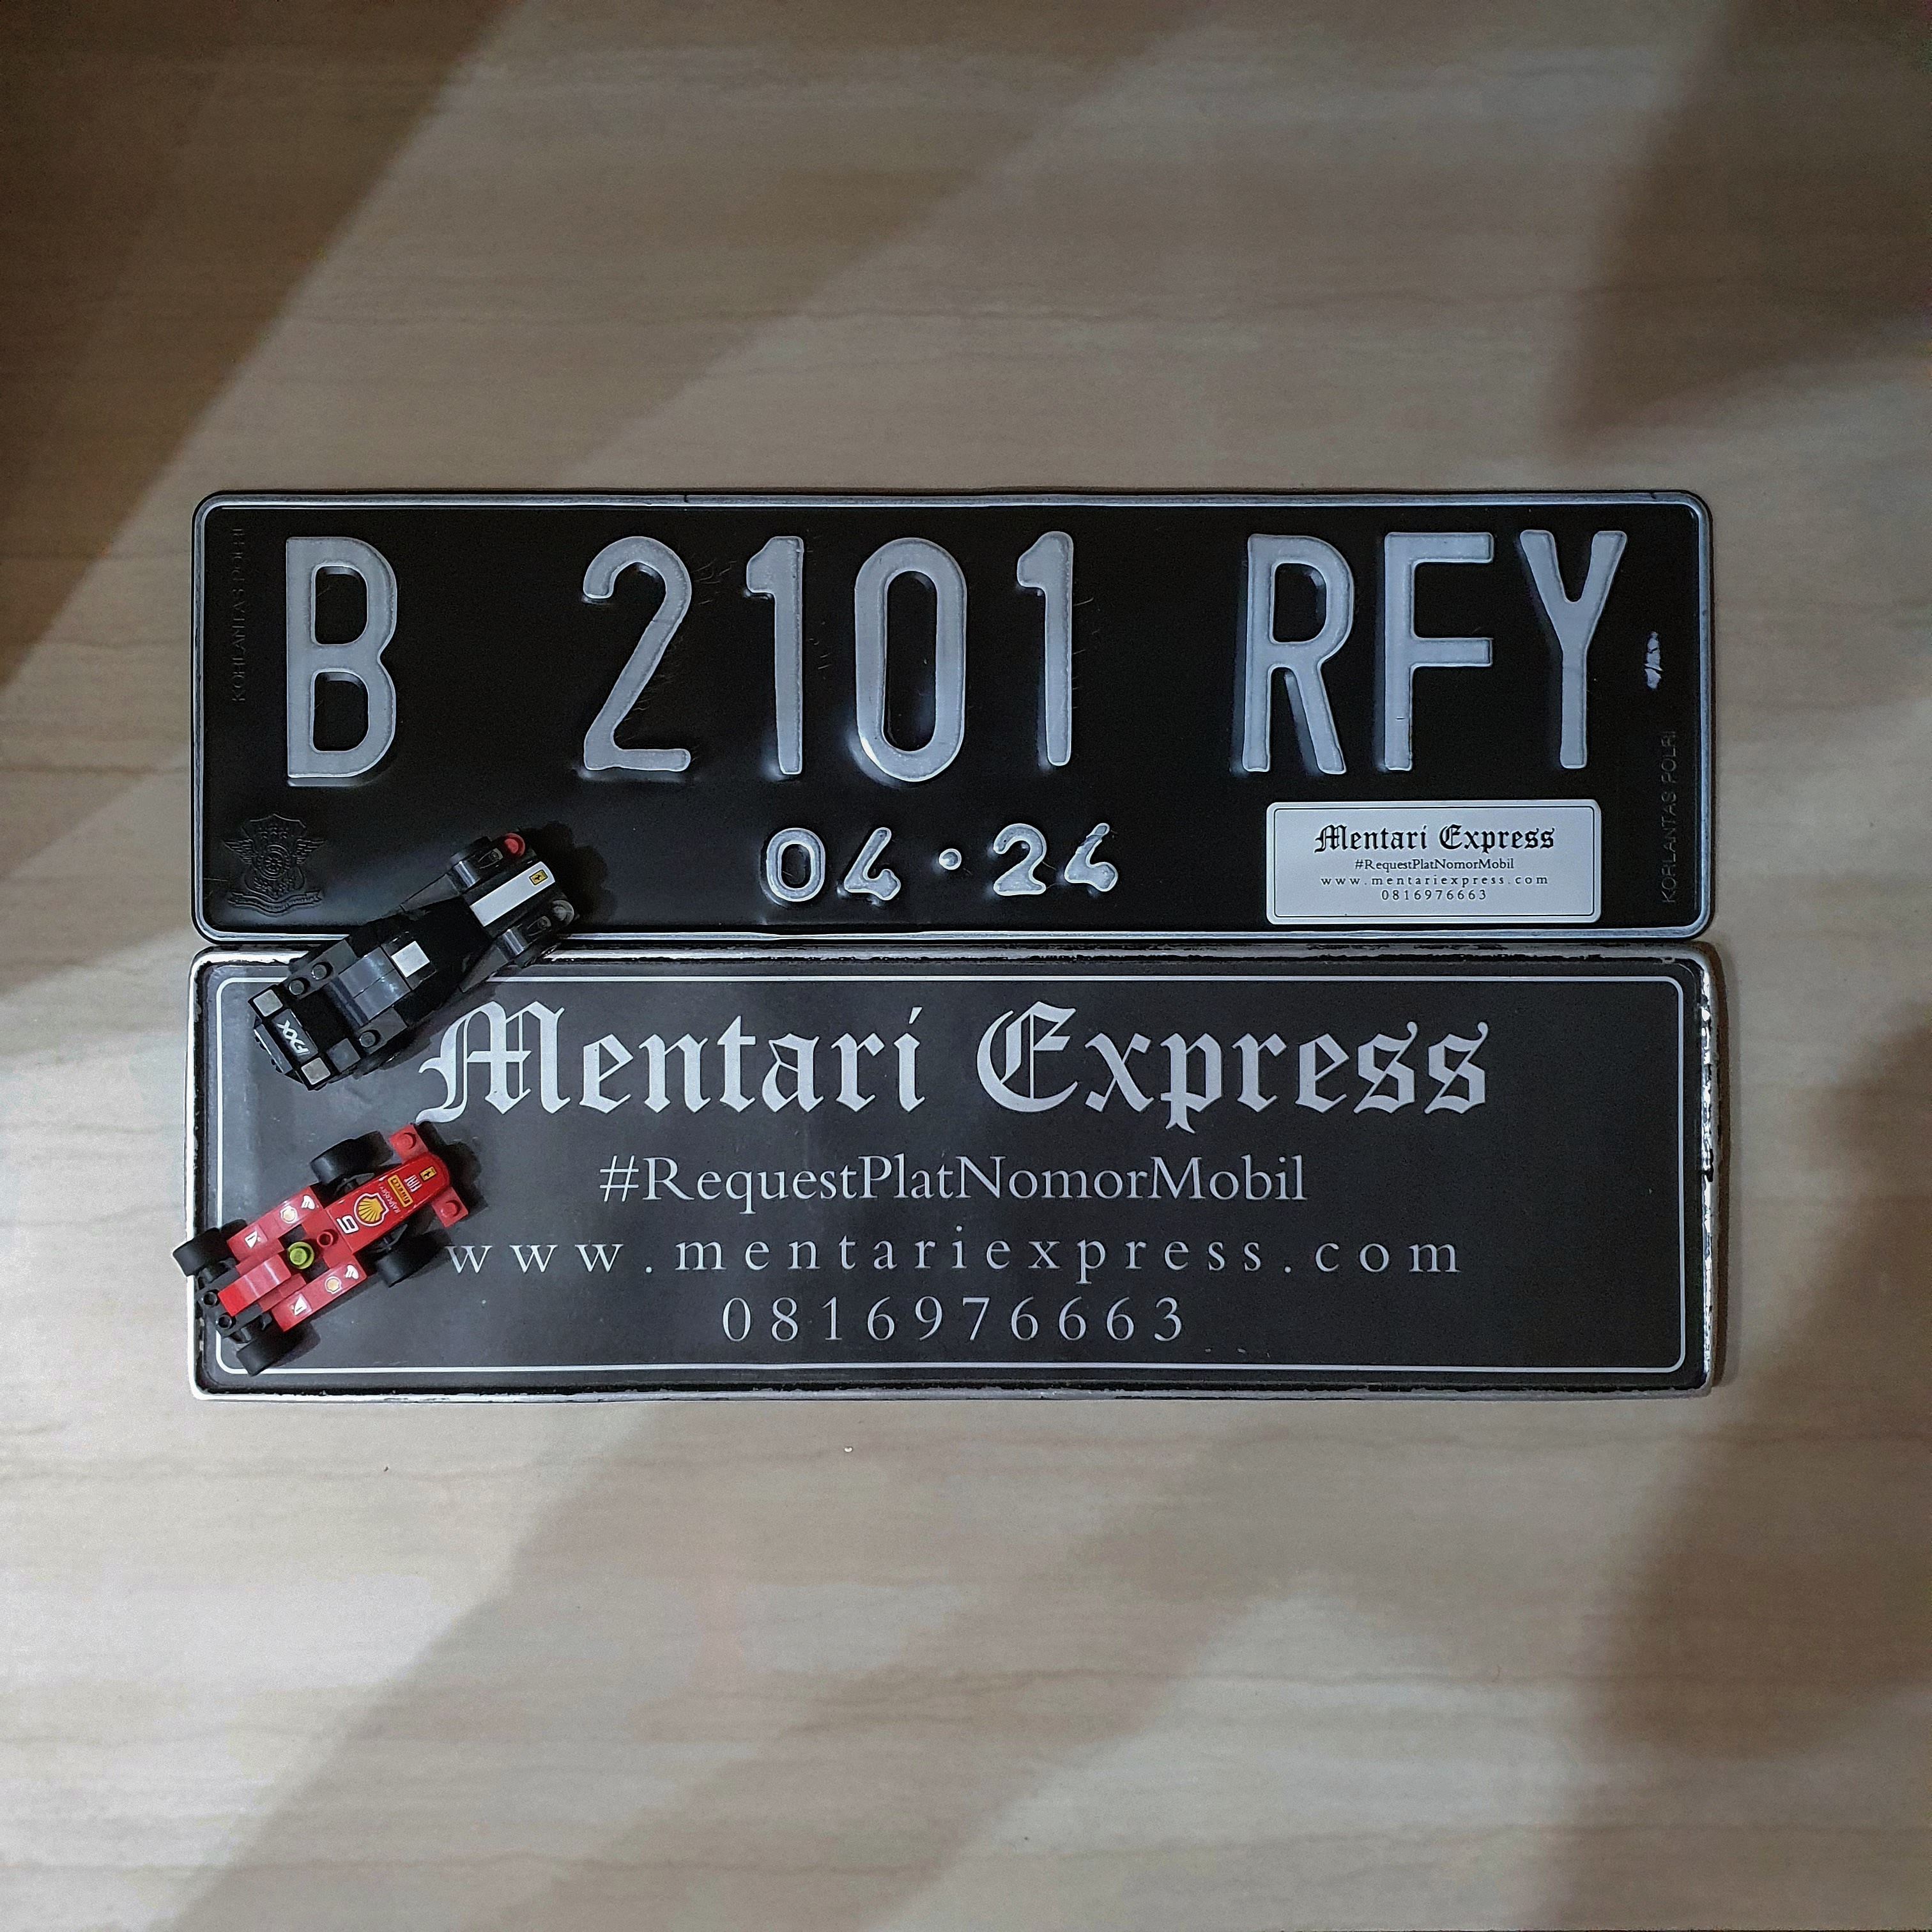 B 2101 RFY
KORLANTAS POLRI
04·24
KORLANTAS POLRI
Mentari Express
#RequestPlatNomorMobil
www.mentariexpress.com
0816976663
FXX
Mentari Express
#RequestPlatNomorMobil
www.mentariexpress.com
0816976663